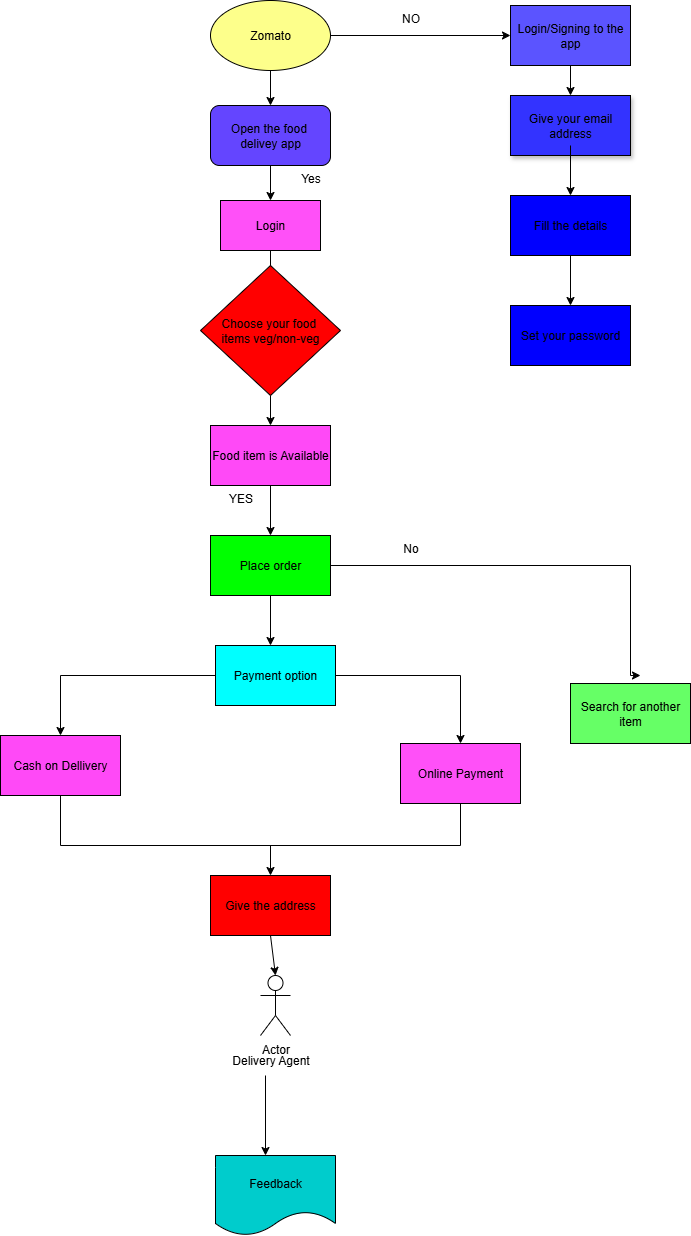 Zomato
NO
Login/Signing to the
app
Open the food
delivey app
Give your email
address
Yes
Login
Fill the details
Choose your food
items veg/non-veg
Set your password
Food item is Available
YES
Place order
No
Payment option
Search for another
item
Cash on Dellivery
Online Payment
Give the address
Actor
Delivery Agent
Feedback